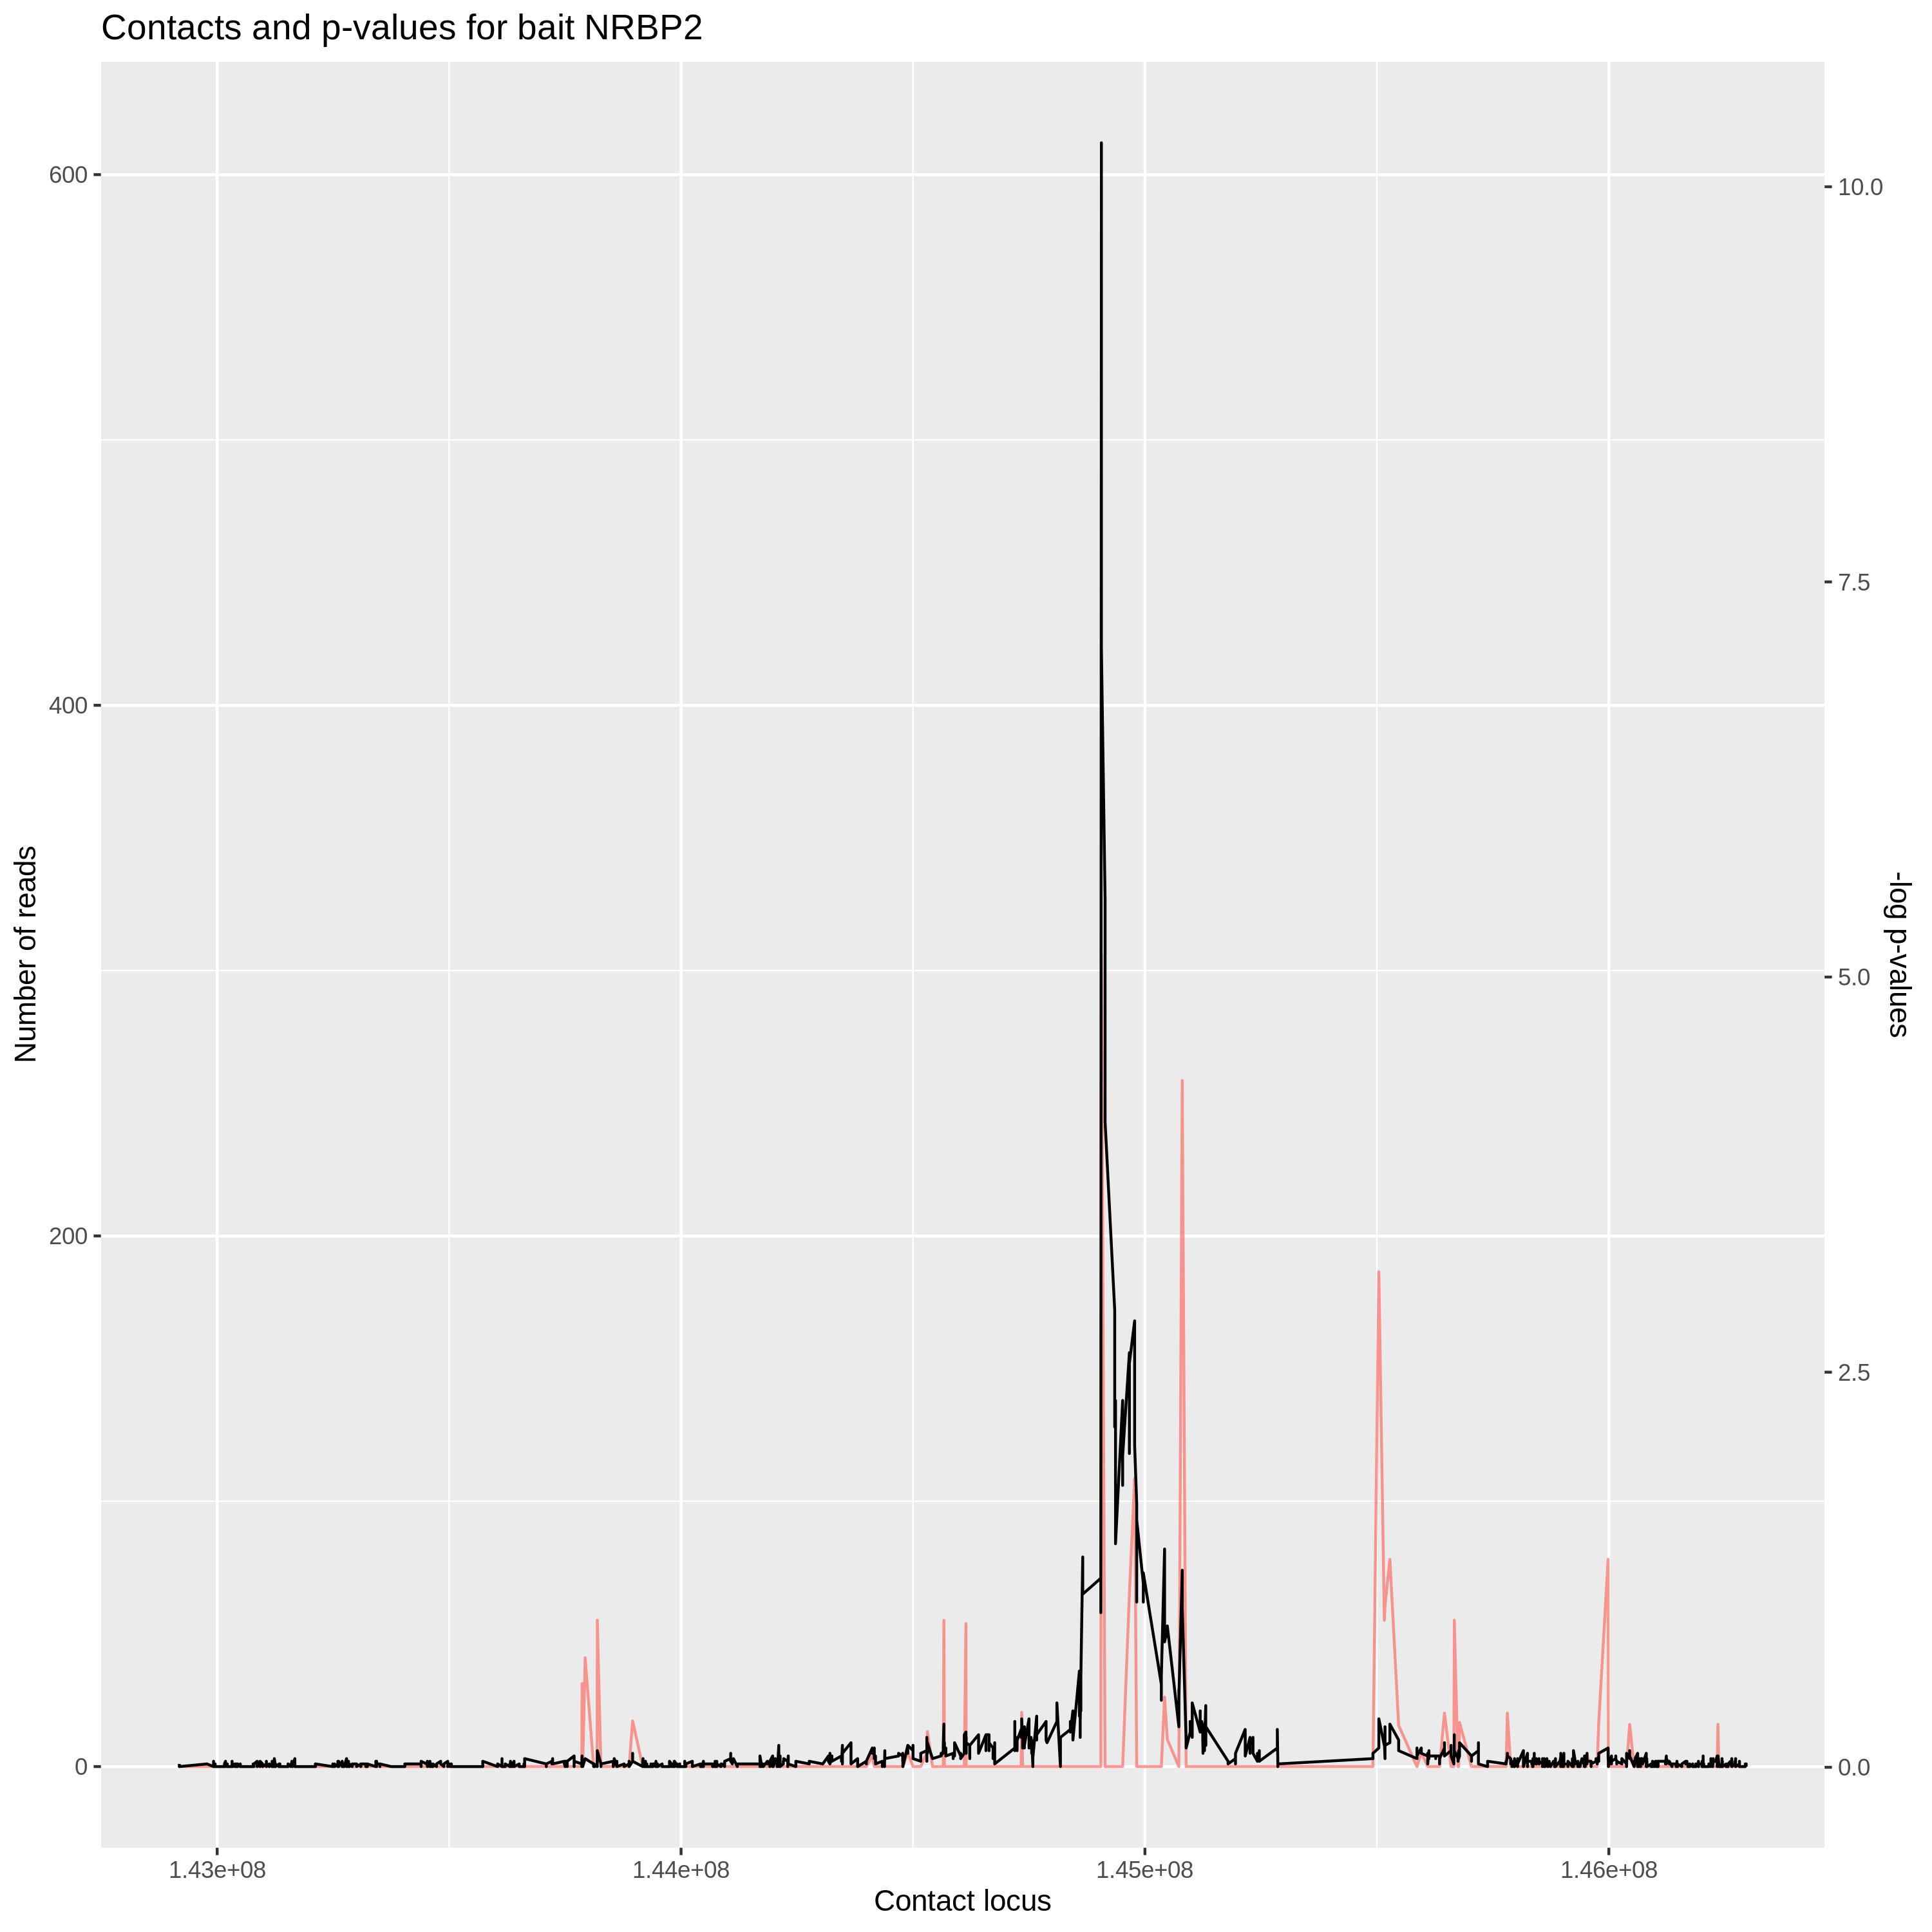 Contacts and p-values for bait NRBP2
600
400
200
0
Number of reads
10.0
7.5
5.0
2.5
0.0
-log p-values
1.43e+08
1.44e+08
1.45e+08
1.46e+08
Contact locus